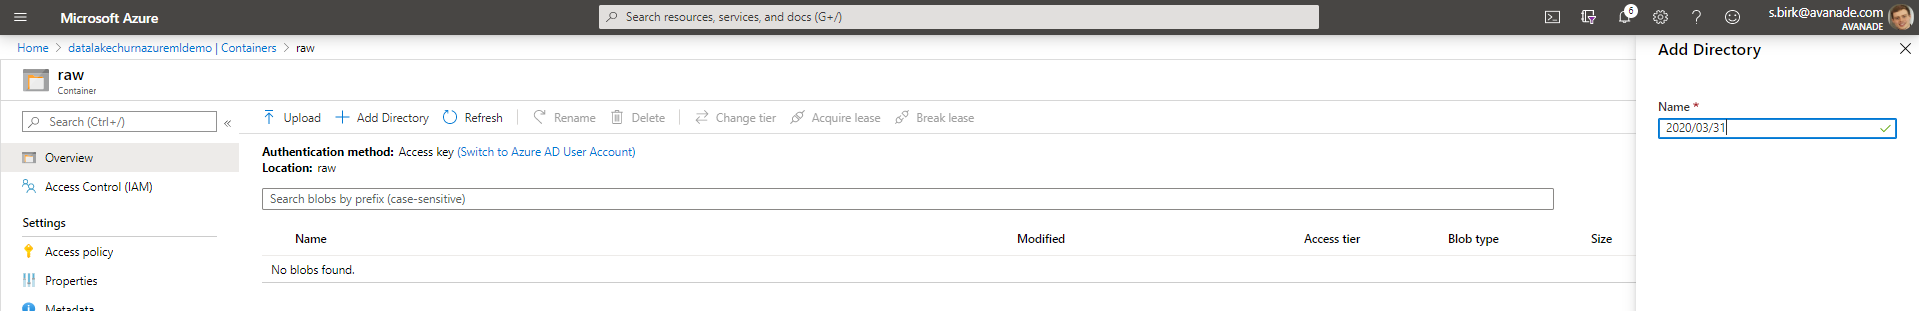 Microsoft Azure
Search resources, services, and docs (G+/)
6
s.birk@avanade.com
AVANADE
Home > datalakechurnazuremldemo | Containers > raw
raw
Container
Search (Ctrl+/)
«
Overview
Access Control (IAM)
Settings
Access policy
Properties
Metadata
Upload
Add Directory
Refresh
Rename
Delete
Change tier
Acquire lease
Break lease
Authentication method: Access key (Switch to Azure AD User Account)
Location: raw
Search blobs by prefix (case-sensitive)
Name Modified Access tier Blob type Size
No blobs found.
Add Directory
Name *
2020/03/31